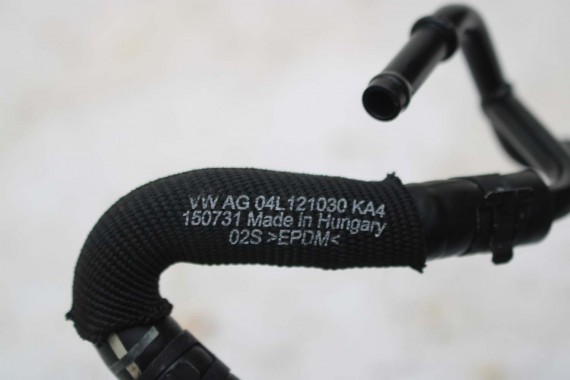 VW AG 04L121030 KA4
150731 Made In Hungary
02S >EPDM<